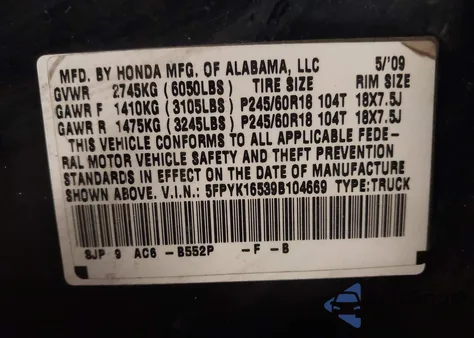 MFD. BY HONDA MFG. OF ALABAMA, LLC 5/'09
GVWR 2745KG (6050LBS) TIRE SIZE RIM SIZE
GAWR F 1410KG (3105LBS) P245/60R18 104T 18X7.5J
GAWR R 1475KG (3245LBS) P245/60R18 104T 18X7.5J
THIS VEHICLE CONFORMS TO ALL APPLICABLE FEDE-
RAL MOTOR VEHICLE SAFETY AND THEFT PREVENTION
STANDARDS IN EFFECT ON THE DATE OF MANUFACTURE
SHOWN ABOVE. V.I.N.: 5FPYK16539B104669 TYPE:TRUCK
SJP 9 AC6 -B552P -F -B